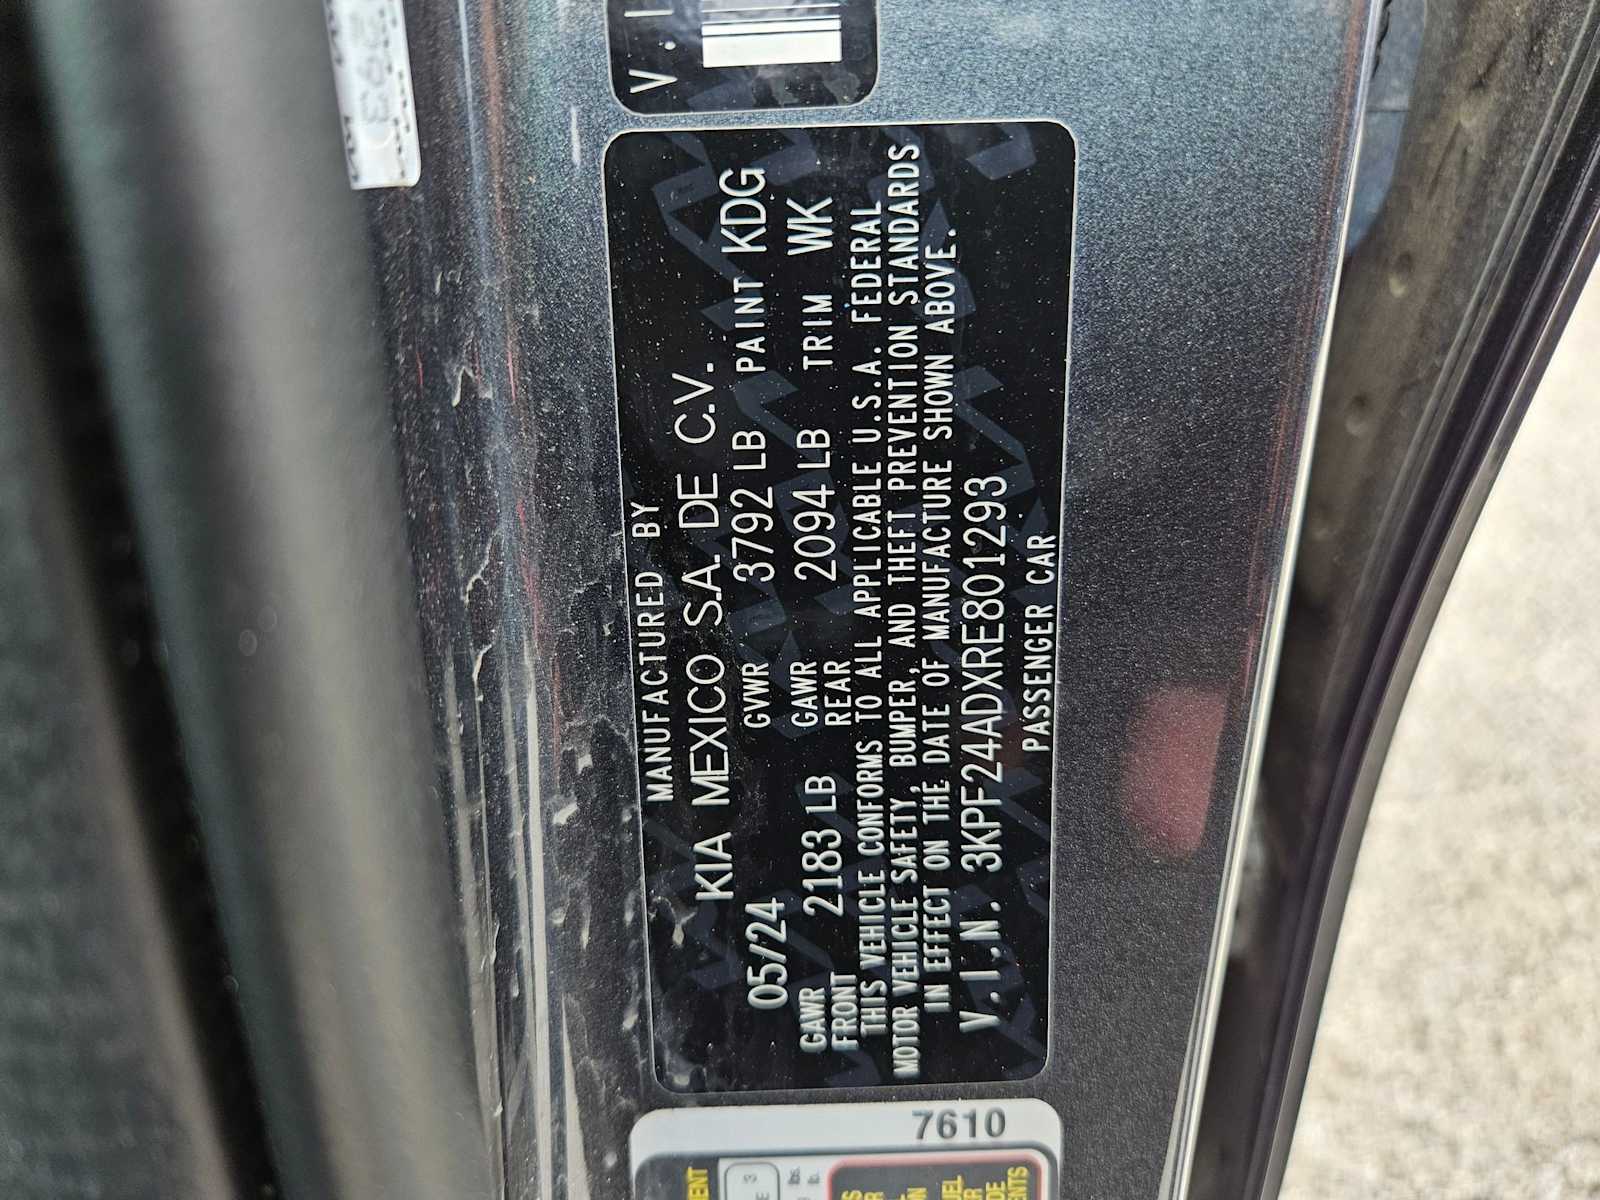 MANUFACTURED BY
KIA MEXICO S.A. DE C.V.
05/24 GVWR 3792 LB PAINT KDG
GAWR FRONT 2183 LB GAWR REAR 2094 LB TRIM WK
THIS VEHICLE CONFORMS TO ALL APPLICABLE U.S.A. FEDERAL
MOTOR VEHICLE SAFETY, BUMPER, AND THEFT PREVENTION STANDARDS
IN EFFECT ON THE DATE OF MANUFACTURE SHOWN ABOVE.
V.I.N. 3KPF24ADXRE801293
PASSENGER CAR
V.I
7610